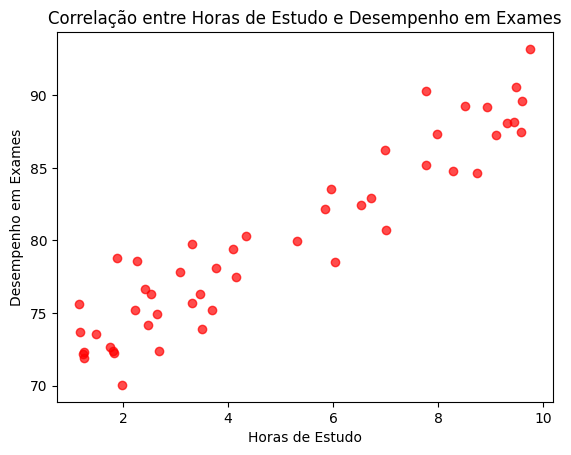 Correlação entre Horas de Estudo e Desempenho em Exames
Desempenho em Exames
90
85
80
75
70
2 4 6 8 10
Horas de Estudo